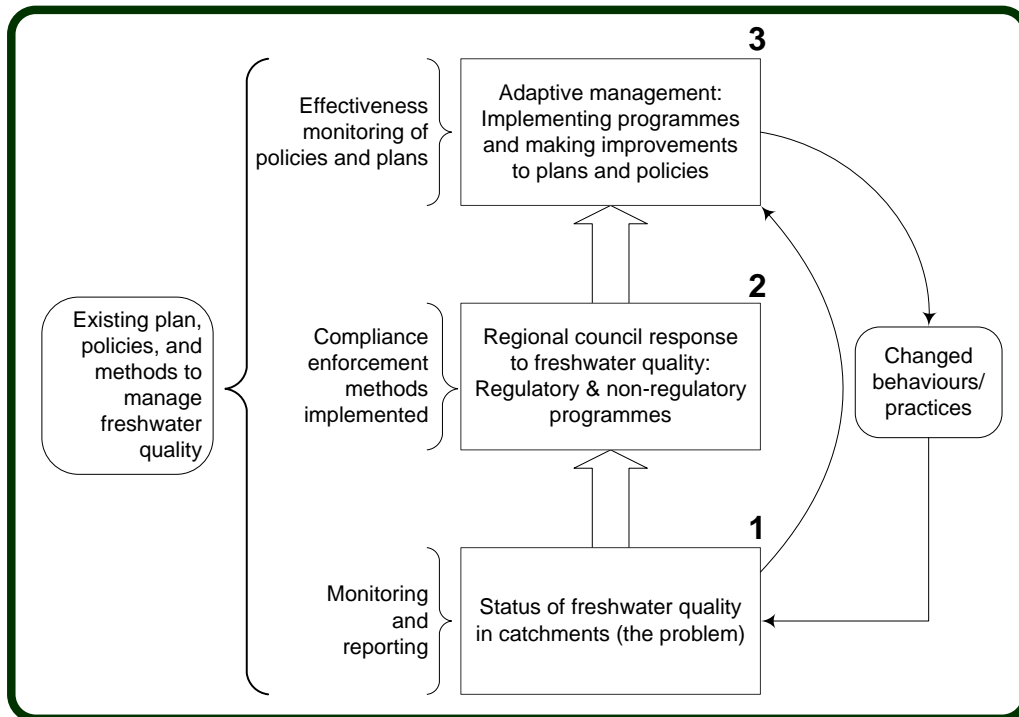 3
Effectiveness
monitoring of
policies and plans
Adaptive management:
Implementing programmes
and making improvements
to plans and policies
2
Existing plan,
policies, and
methods to
manage
freshwater
quality
Compliance
enforcement
methods
implemented
Regional council response
to freshwater quality:
Regulatory & non-regulatory
programmes
Changed
behaviours/
practices
1
Monitoring
and
reporting
Status of freshwater quality
in catchments (the problem)